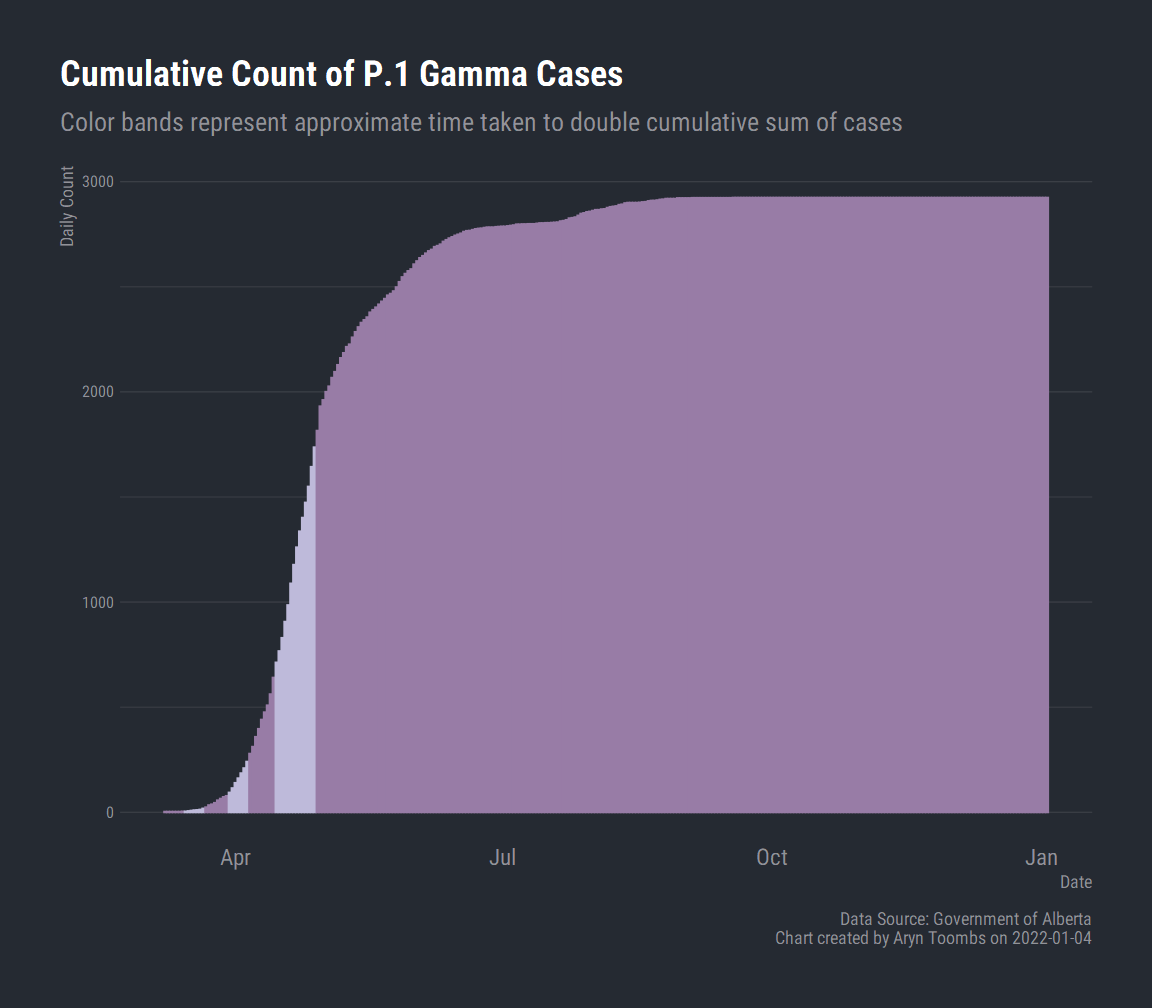 Cumulative Count of P.1 Gamma Cases
Color bands represent approximate time taken to double cumulative sum of cases
Daily Count
3000
2000
1000
0
Apr Jul Oct Jan
Date
Data Source: Government of Alberta
Chart created by Aryn Toombs on 2022-01-04